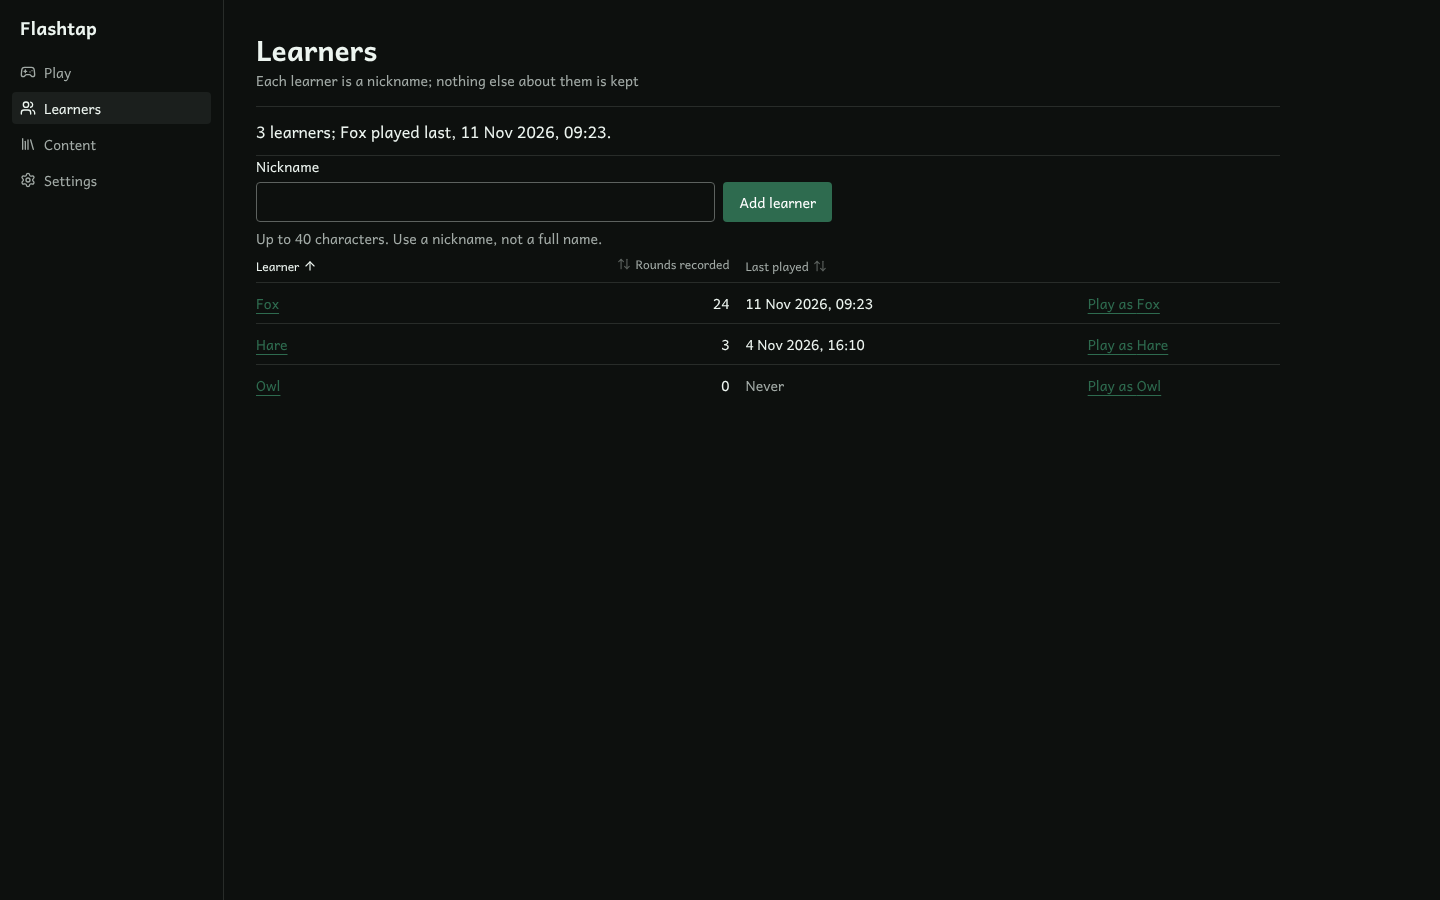 Flashtap
Play
Learners
Content
Settings
Learners
Each learner is a nickname; nothing else about them is kept
3 learners; Fox played last, 11 Nov 2026, 09:23.
Nickname
Add learner
Up to 40 characters. Use a nickname, not a full name.
Learner Rounds recorded Last played
Fox 24 11 Nov 2026, 09:23 Play as Fox
Hare 3 4 Nov 2026, 16:10 Play as Hare
Owl 0 Never Play as Owl